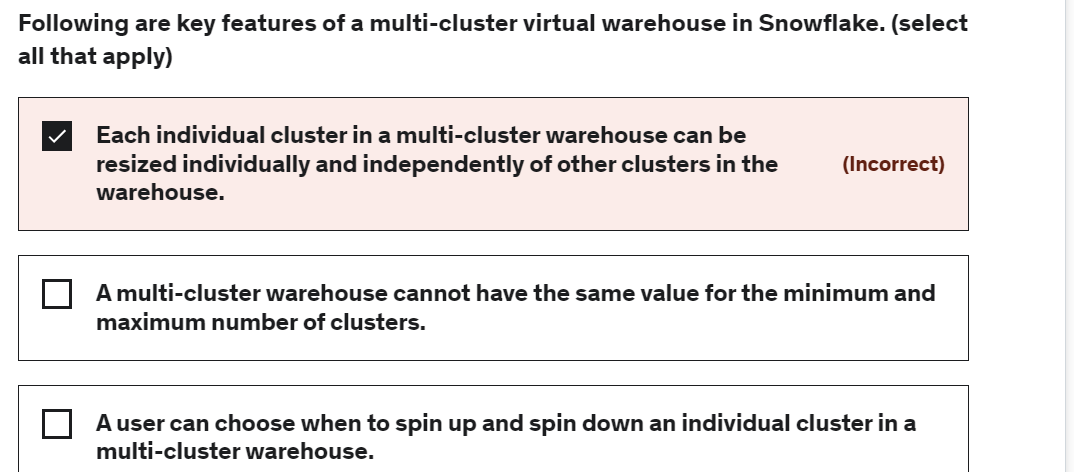 Following are key features of a multi-cluster virtual warehouse in Snowflake. (select
all that apply)
Each individual cluster in a multi-cluster warehouse can be
resized individually and independently of other clusters in the
warehouse.
(Incorrect)
A multi-cluster warehouse cannot have the same value for the minimum and
maximum number of clusters.
A user can choose when to spin up and spin down an individual cluster in a
multi-cluster warehouse.